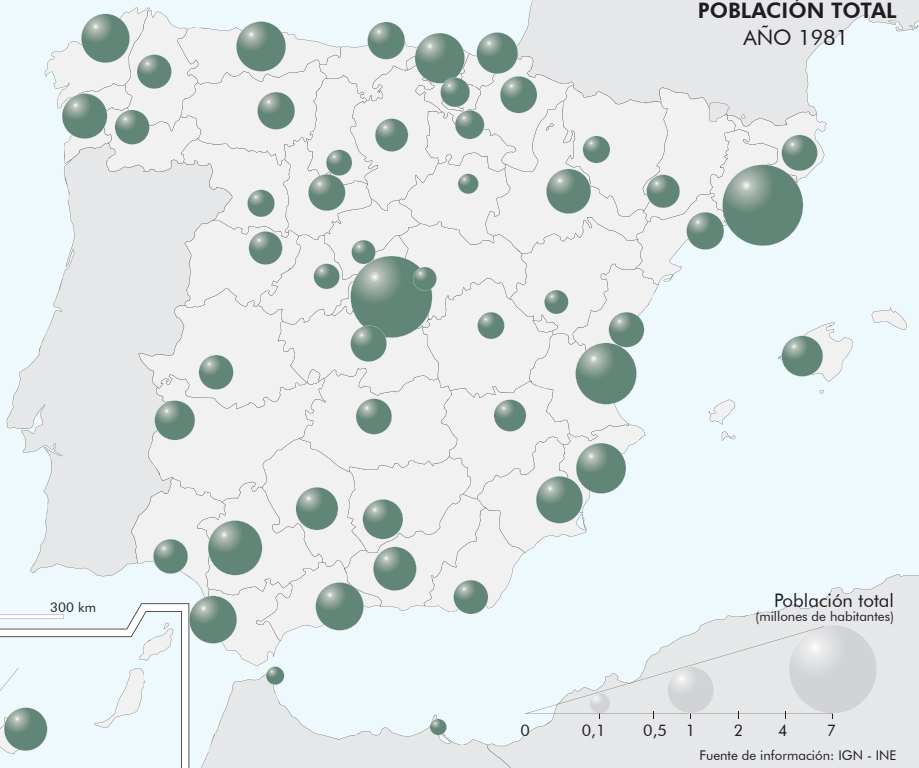 POBLACIÓN TOTAL
AÑO 1981
300 km
Población total
(millones de habitantes)
0 0,1 0,5 1 2 4 7
Fuente de información: IGN - INE